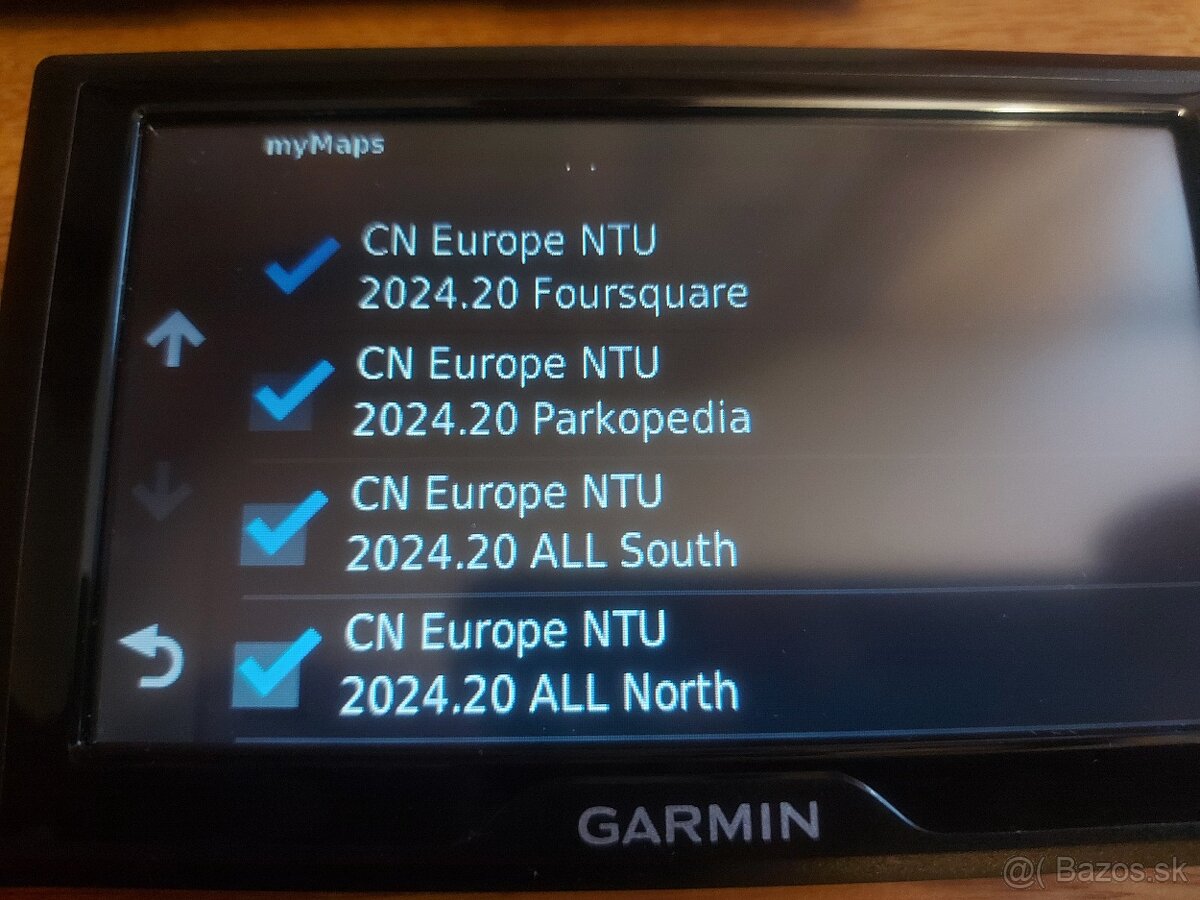 myMaps
CN Europe NTU
2024.20 Foursquare
CN Europe NTU
2024.20 Parkopedia
CN Europe NTU
2024.20 ALL South
CN Europe NTU
2024.20 ALL North
GARMIN
@( Bazos.sk